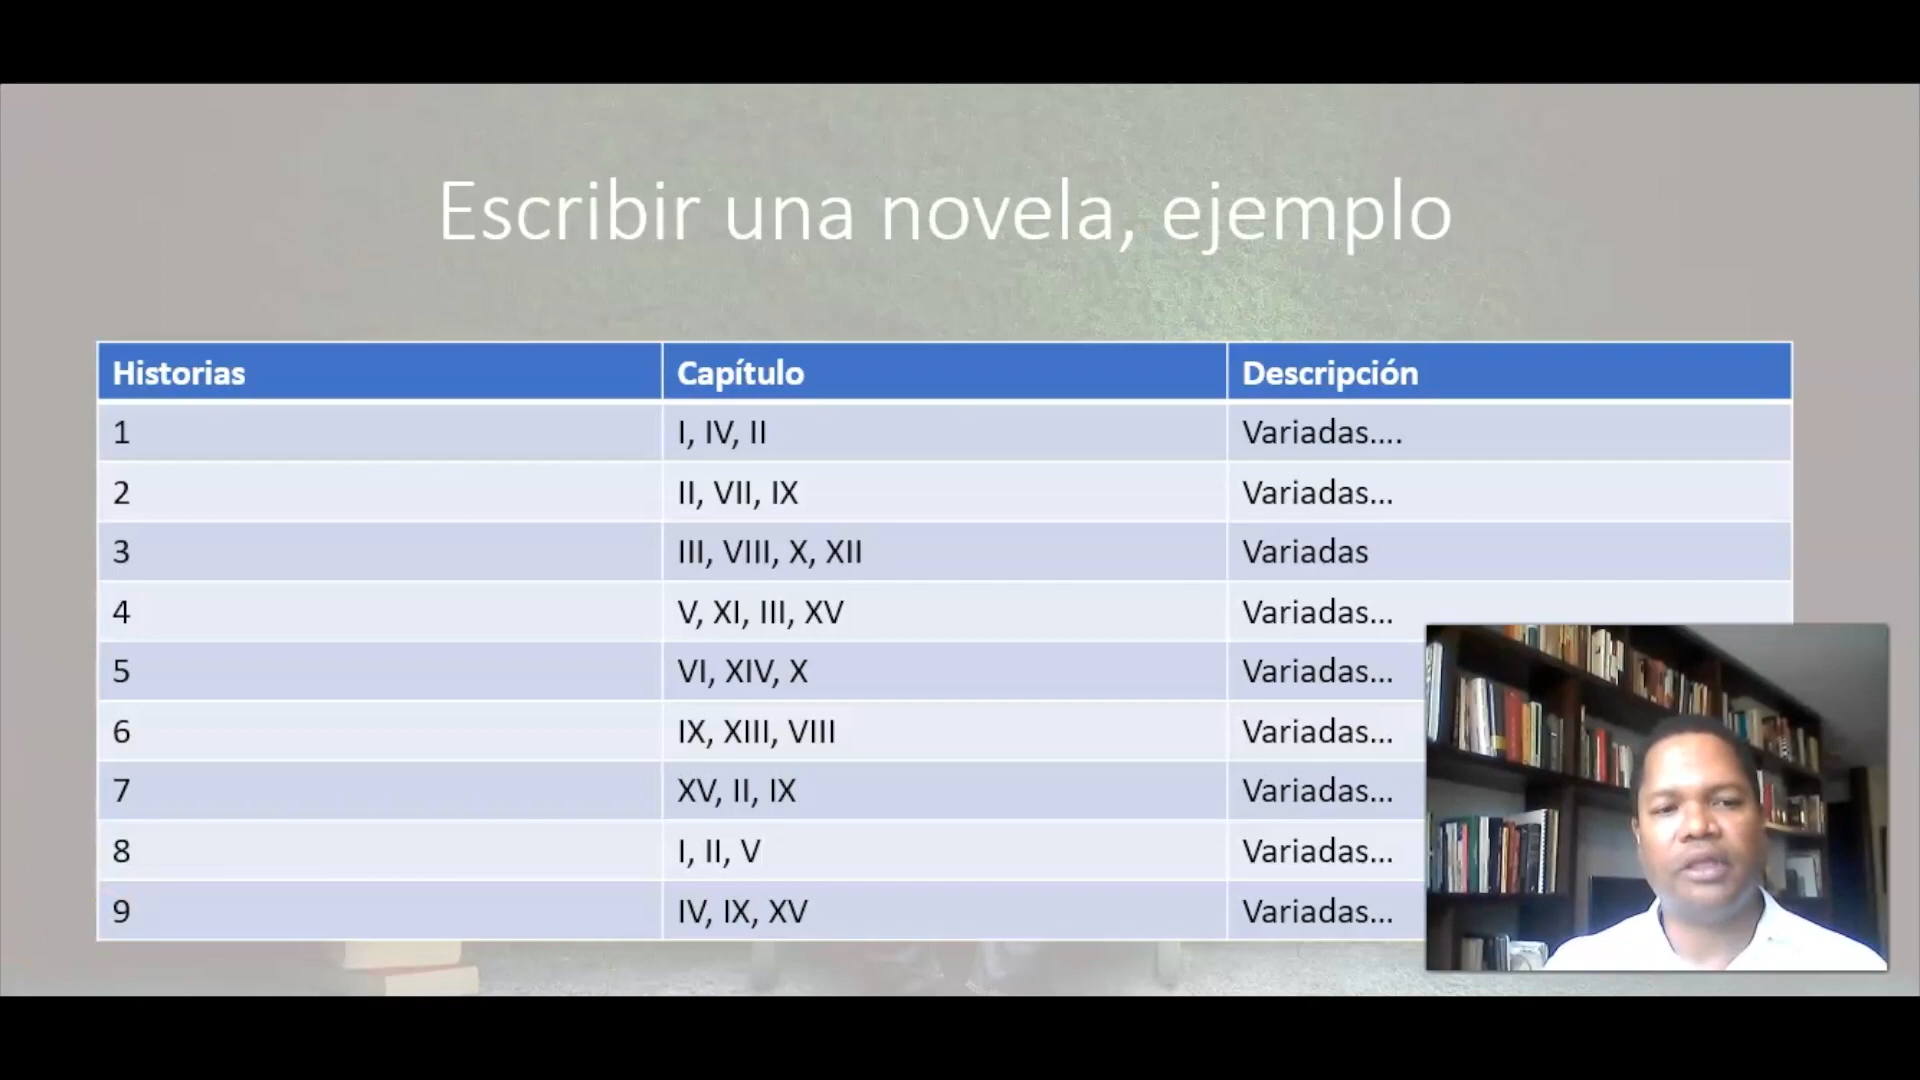 Escribir una novela, ejemplo
Historias Capítulo Descripción
1 I, IV, II Variadas....
2 II, VII, IX Variadas...
3 III, VIII, X, XII Variadas
4 V, XI, III, XV Variadas...
5 VI, XIV, X Variadas...
6 IX, XIII, VIII Variadas...
7 XV, II, IX Variadas...
8 I, II, V Variadas...
9 IV, IX, XV Variadas...